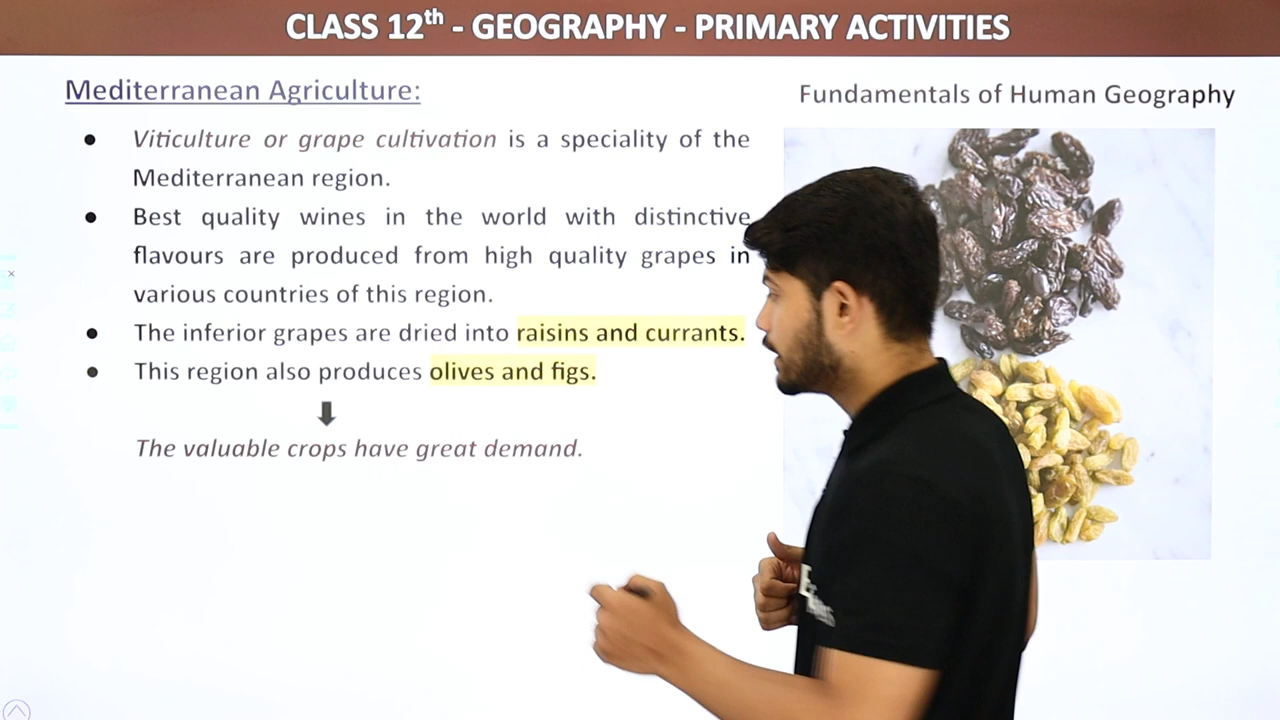 CLASS 12th - GEOGRAPHY - PRIMARY ACTIVITIES
Mediterranean Agriculture:
Fundamentals of Human Geography
● Viticulture or grape cultivation is a speciality of the
Mediterranean region.
● Best quality wines in the world with distinctive
flavours are produced from high quality grapes in
various countries of this region.
● The inferior grapes are dried into raisins and currants.
● This region also produces olives and figs.
The valuable crops have great demand.